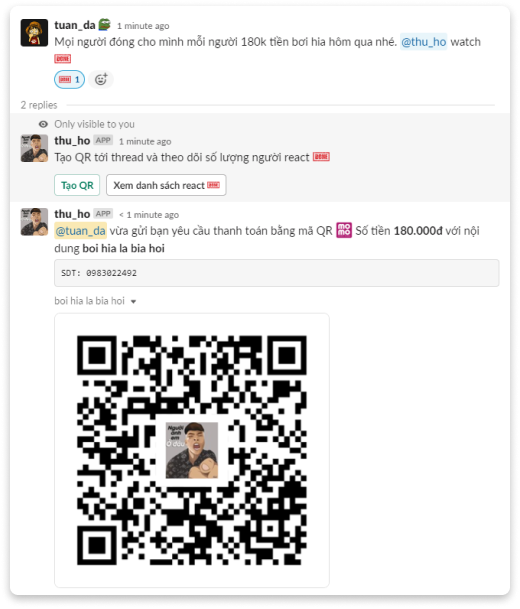 tuan_da 1 minute ago
Mọi người đóng cho mình mỗi người 180k tiền bơi hia hôm qua nhé. @thu_ho watch
1
2 replies
Only visible to you
thu_ho APP 1 minute ago
Tạo QR tới thread và theo dõi số lượng người react
Tạo QR Xem danh sách react
thu_ho APP < 1 minute ago
@tuan_da vừa gửi bạn yêu cầu thanh toán bằng mã QR mo mo Số tiền 180.000đ với nội
dung boi hia la bia hoi
SDT: 0983022492
boi hia la bia hoi
Người
anh
em
Ở đâu